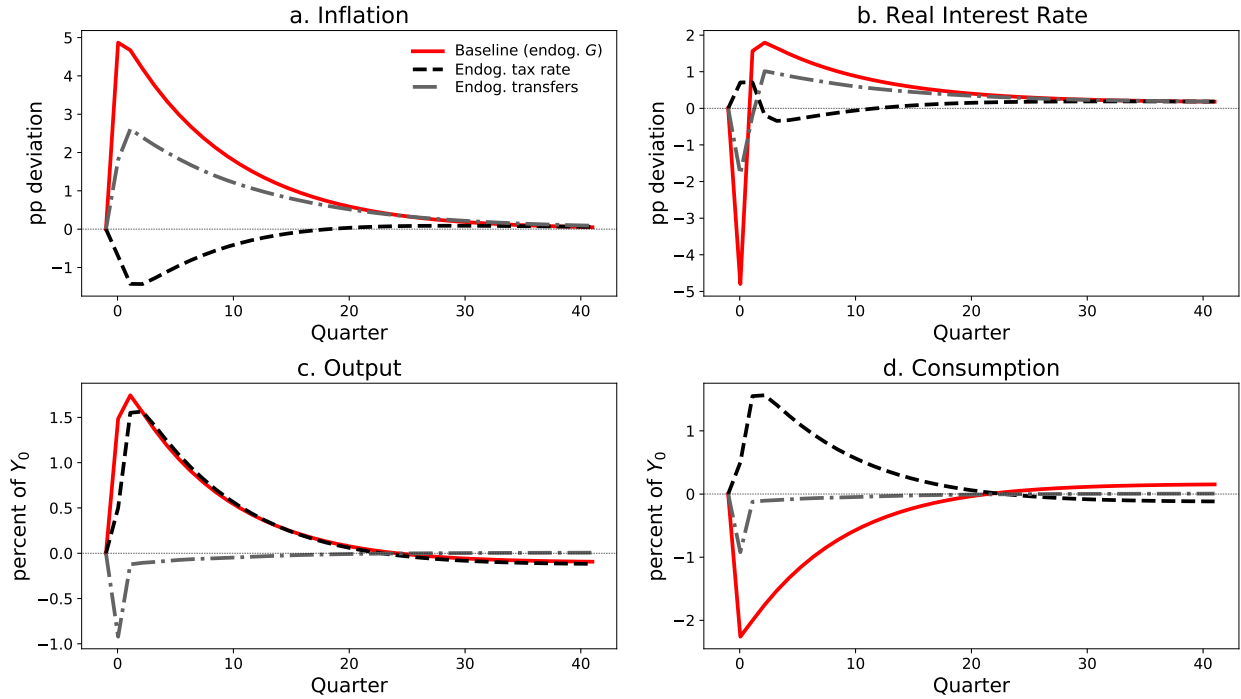 a. Inflation
pp deviation
5
4
3
2
1
0
−1
Baseline (endog. G)
Endog. tax rate
Endog. transfers
0 10 20 30 40
Quarter
b. Real Interest Rate
pp deviation
2
1
0
−1
−2
−3
−4
−5
0 10 20 30 40
Quarter
c. Output
percent of Y₀
1.5
1.0
0.5
0.0
−0.5
−1.0
0 10 20 30 40
Quarter
d. Consumption
percent of Y₀
1
0
−1
−2
0 10 20 30 40
Quarter